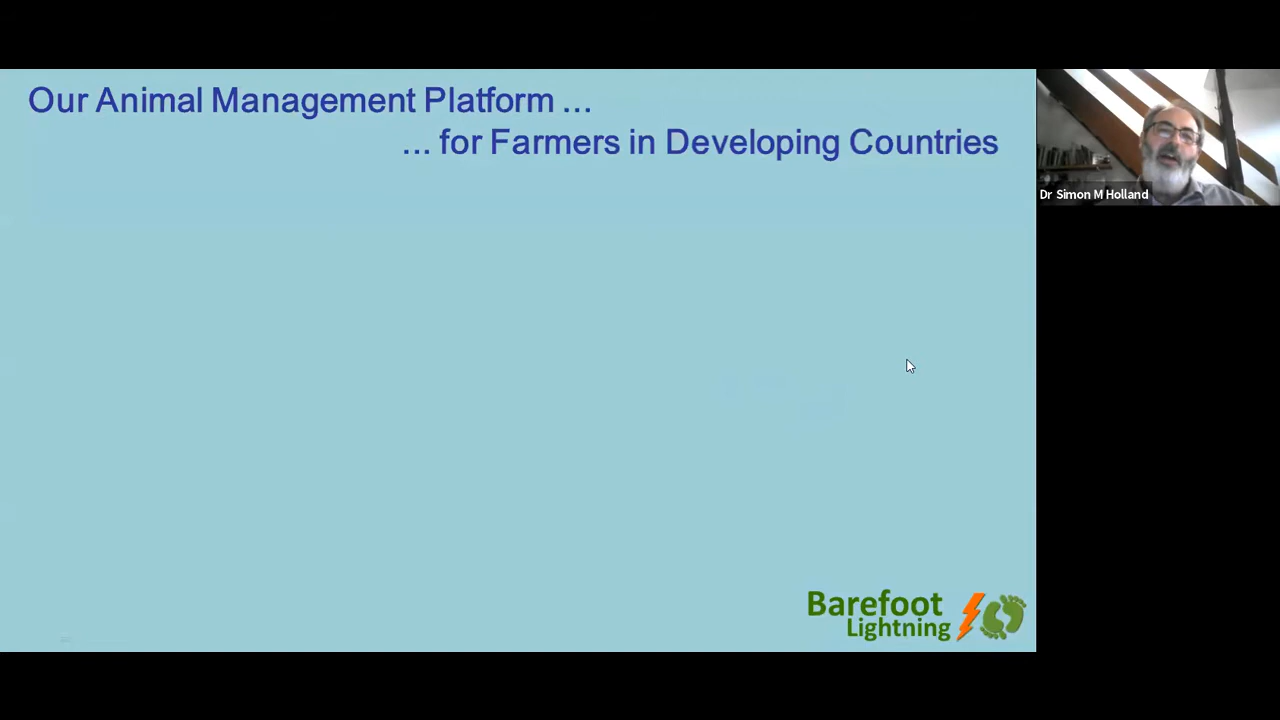 Our Animal Management Platform ...
... for Farmers in Developing Countries
Dr Simon M Holland
Barefoot
Lightning